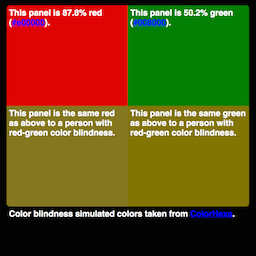 This panel is 87.8% red
(#e00000).
This panel is 50.2% green
(#008000).
This panel is the same red
as above to a person with
red-green color blindness.
This panel is the same green
as above to a person with
red-green color blindness.
Color blindness simulated colors taken from ColorHexa.